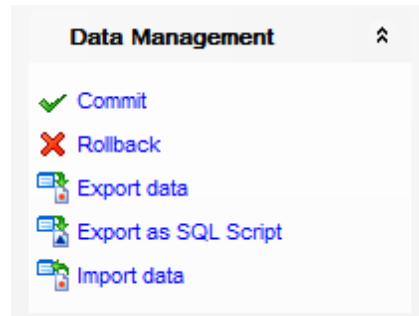 Data Management
Commit
Rollback
Export data
Export as SQL Script
Import data